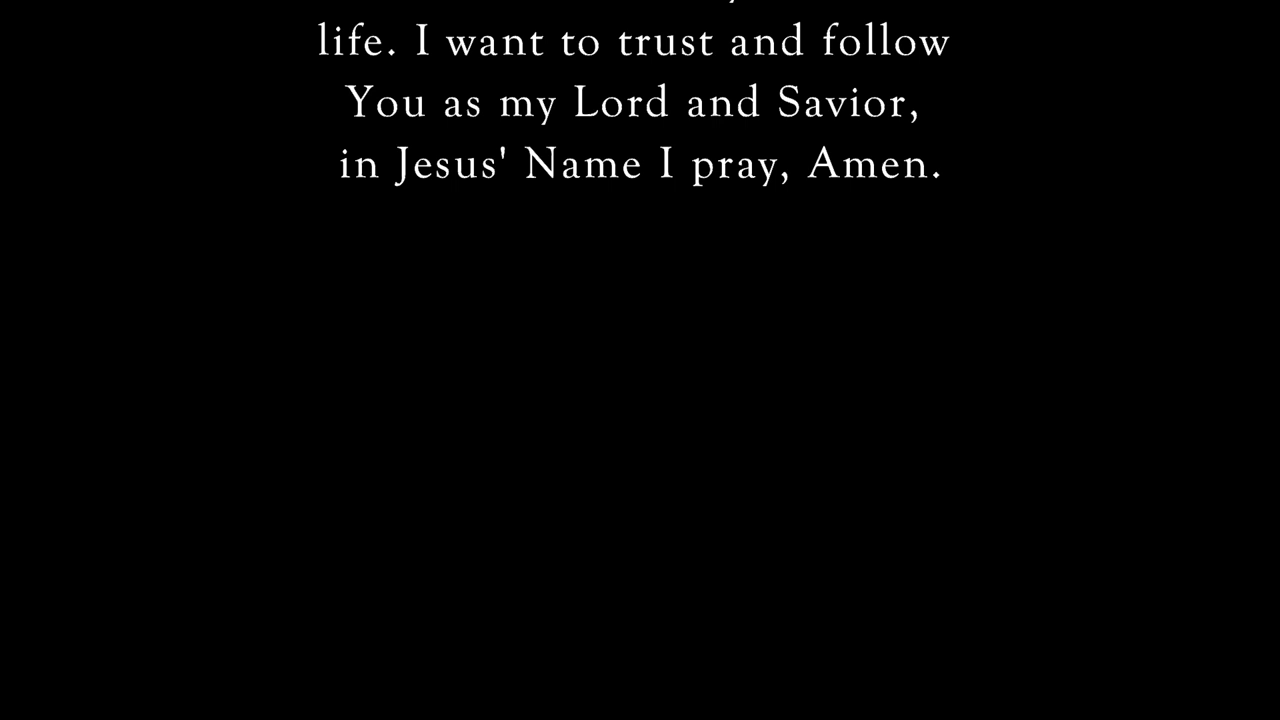 life. I want to trust and follow
You as my Lord and Savior,
in Jesus' Name I pray, Amen.